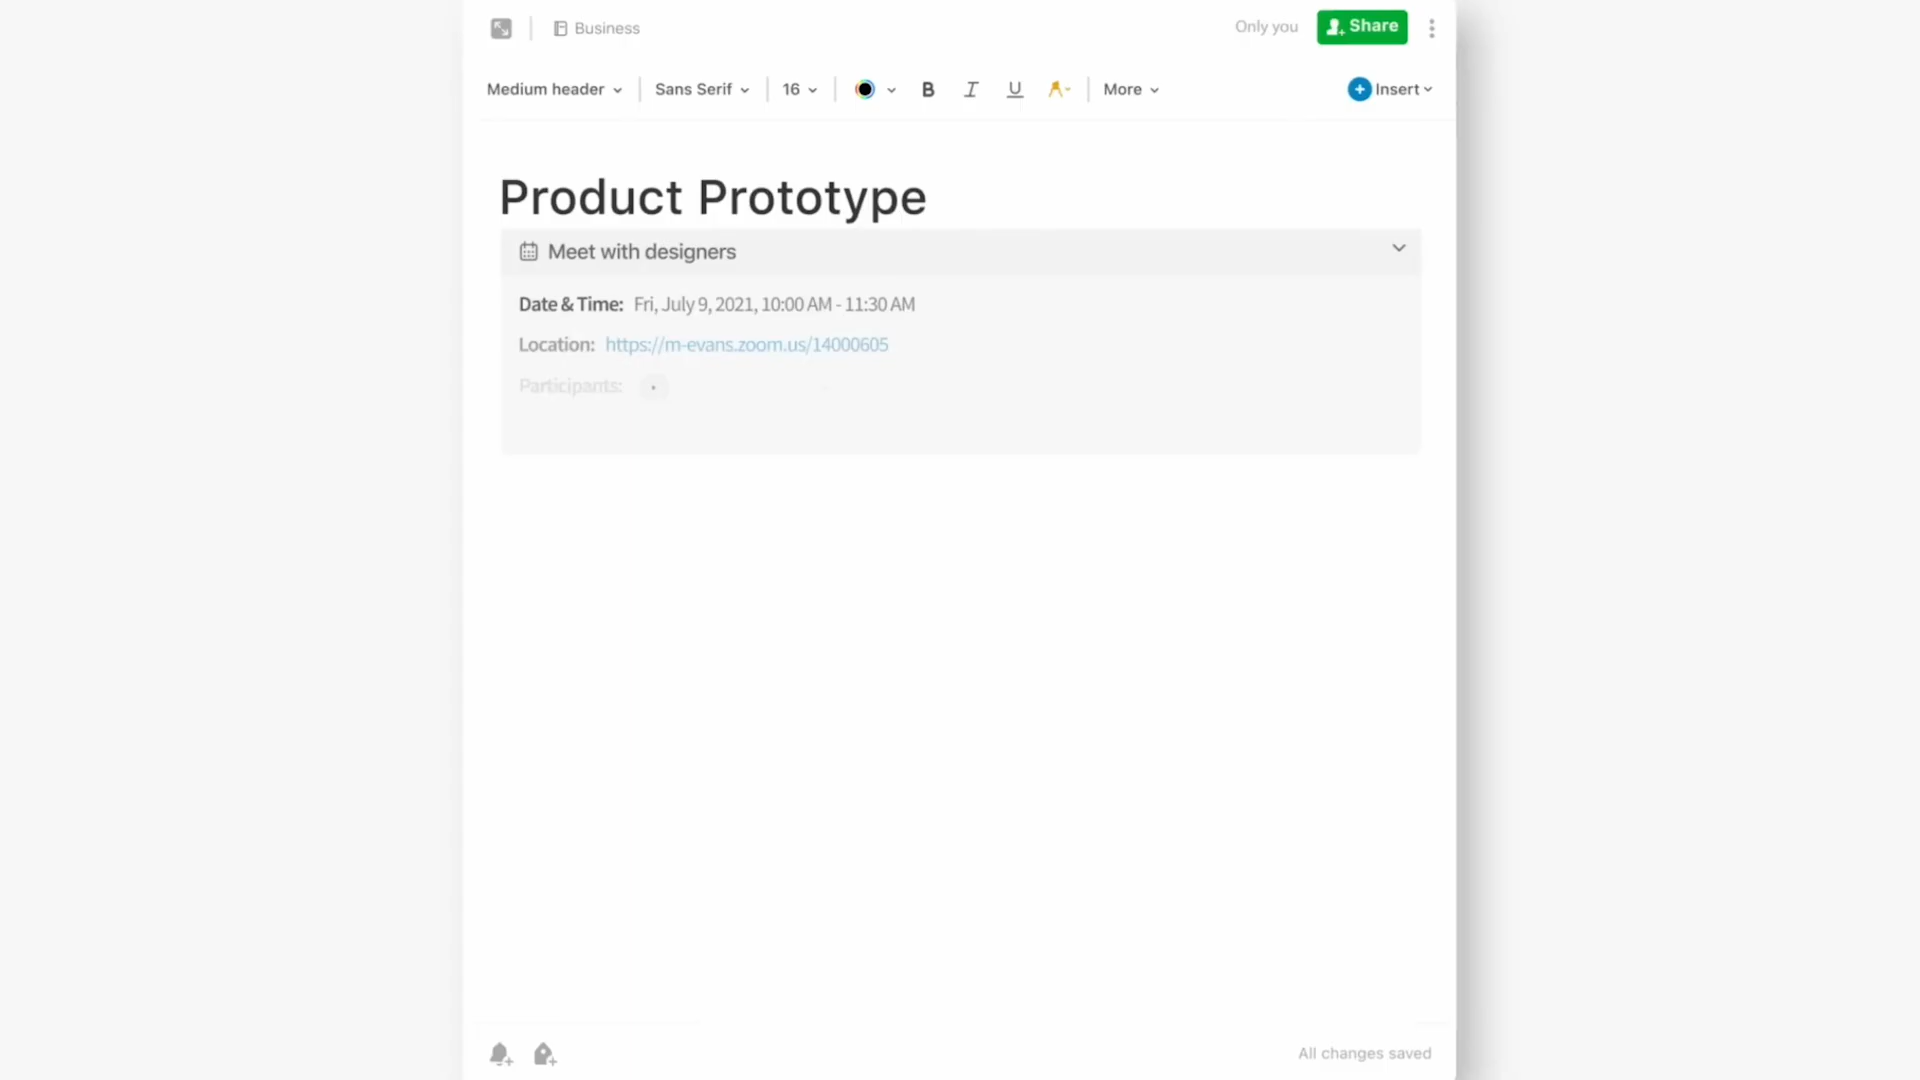 Business
Only you
Share
Medium header
Sans Serif
16
B
I
U
More
Insert
Product Prototype
Meet with designers
Date & Time: Fri, July 9, 2021, 10:00 AM - 11:30 AM
Location: https://m-evans.zoom.us/14000605
Participants:
All changes saved